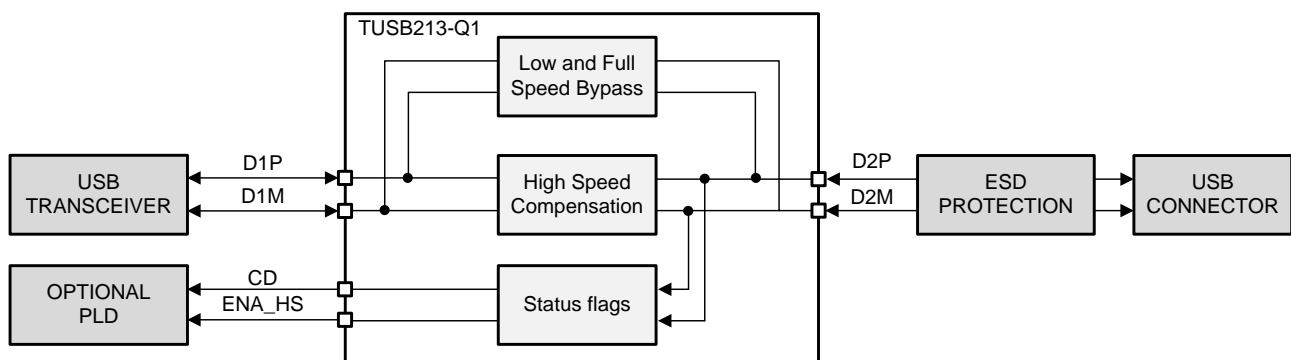 TUSB213-Q1
Low and Full
Speed Bypass
D1P
D1M
D2P
D2M
USB
TRANSCEIVER
High Speed
Compensation
ESD
PROTECTION
USB
CONNECTOR
CD
ENA_HS
OPTIONAL
PLD
Status flags